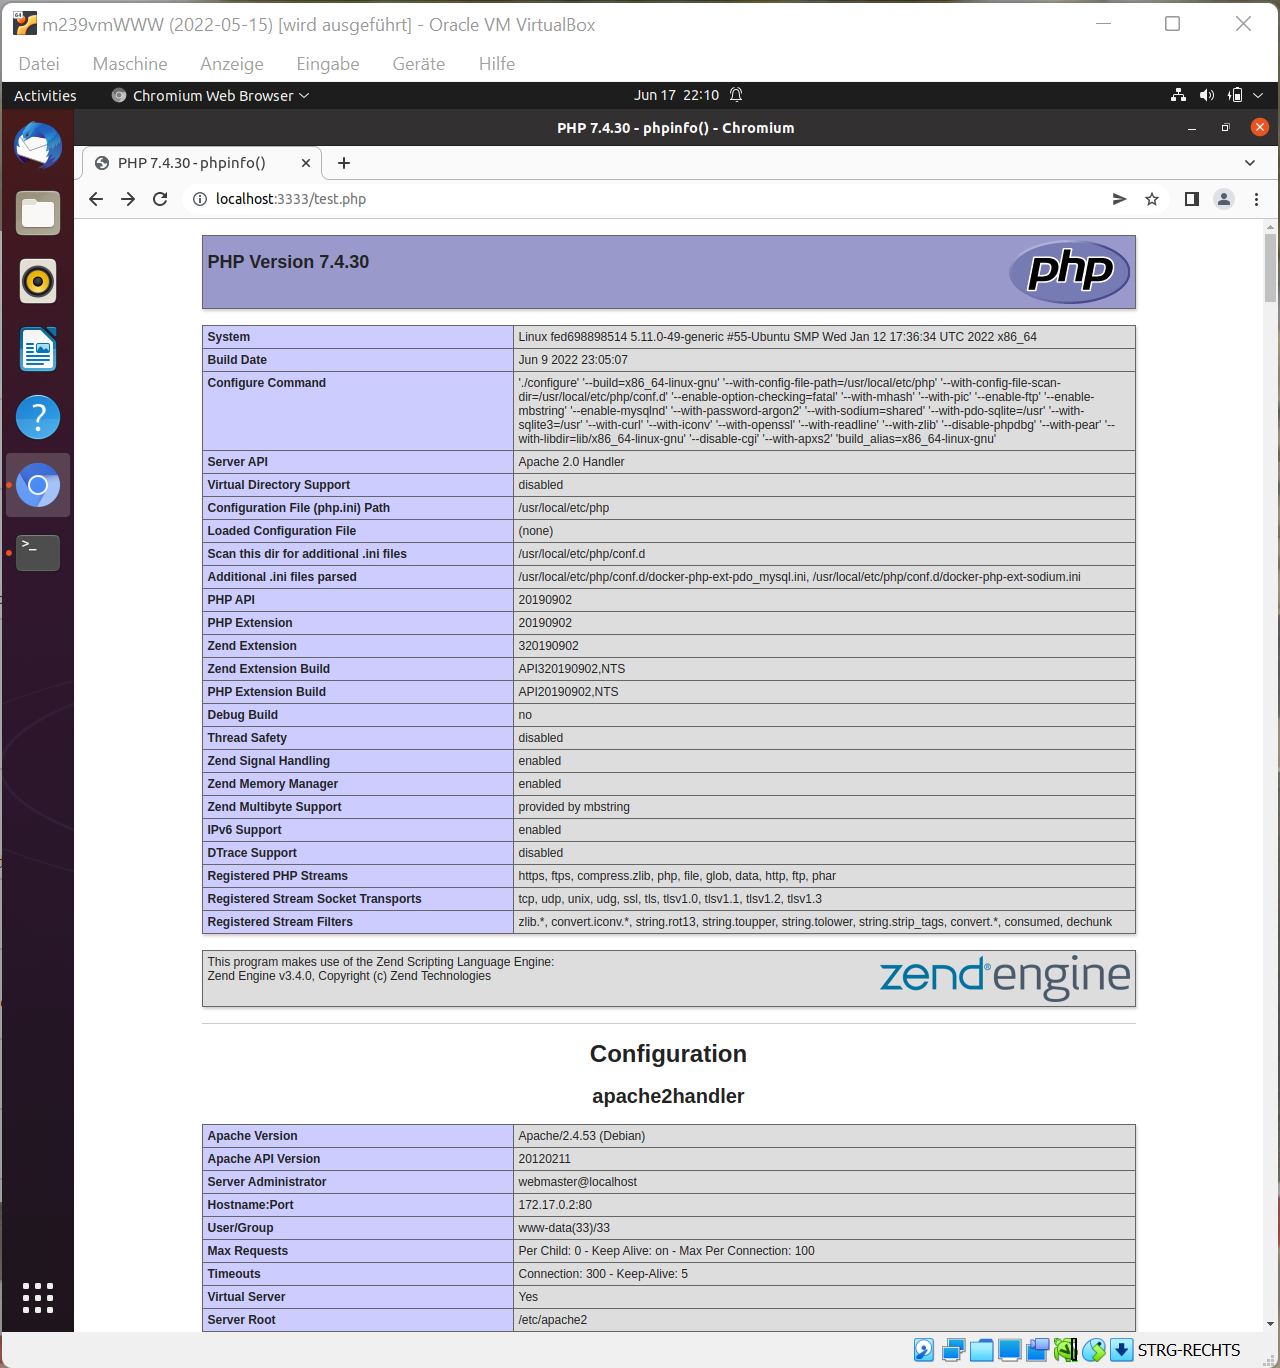 m239vmWWW (2022-05-15) [wird ausgeführt] - Oracle VM VirtualBox
Datei Maschine Anzeige Eingabe Geräte Hilfe
Activities Chromium Web Browser Jun 17 22:10
PHP 7.4.30 - phpinfo() - Chromium
PHP 7.4.30 - phpinfo()
localhost:3333/test.php
PHP Version 7.4.30
php
System Linux fed698898514 5.11.0-49-generic #55-Ubuntu SMP Wed Jan 12 17:36:34 UTC 2022 x86_64
Build Date Jun 9 2022 23:05:07
Configure Command './configure' '--build=x86_64-linux-gnu' '--with-config-file-path=/usr/local/etc/php' '--with-config-file-scan-
dir=/usr/local/etc/php/conf.d' '--enable-option-checking=fatal' '--with-mhash' '--with-pic' '--enable-ftp' '--enable-
mbstring' '--enable-mysqlnd' '--with-password-argon2' '--with-sodium=shared' '--with-pdo-sqlite=/usr' '--with-
sqlite3=/usr' '--with-curl' '--with-iconv' '--with-openssl' '--with-readline' '--with-zlib' '--disable-phpdbg' '--with-pear' '--
with-libdir=lib/x86_64-linux-gnu' '--disable-cgi' '--with-apxs2' 'build_alias=x86_64-linux-gnu'
Server API Apache 2.0 Handler
Virtual Directory Support disabled
Configuration File (php.ini) Path /usr/local/etc/php
Loaded Configuration File (none)
Scan this dir for additional .ini files /usr/local/etc/php/conf.d
Additional .ini files parsed /usr/local/etc/php/conf.d/docker-php-ext-pdo_mysql.ini, /usr/local/etc/php/conf.d/docker-php-ext-sodium.ini
PHP API 20190902
PHP Extension 20190902
Zend Extension 320190902
Zend Extension Build API320190902,NTS
PHP Extension Build API20190902,NTS
Debug Build no
Thread Safety disabled
Zend Signal Handling enabled
Zend Memory Manager enabled
Zend Multibyte Support provided by mbstring
IPv6 Support enabled
DTrace Support disabled
Registered PHP Streams https, ftps, compress.zlib, php, file, glob, data, http, ftp, phar
Registered Stream Socket Transports tcp, udp, unix, udg, ssl, tls, tlsv1.0, tlsv1.1, tlsv1.2, tlsv1.3
Registered Stream Filters zlib.*, convert.iconv.*, string.rot13, string.toupper, string.tolower, string.strip_tags, convert.*, consumed, dechunk
This program makes use of the Zend Scripting Language Engine:
Zend Engine v3.4.0, Copyright (c) Zend Technologies
zend® engine
Configuration
apache2handler
Apache Version Apache/2.4.53 (Debian)
Apache API Version 20120211
Server Administrator webmaster@localhost
Hostname:Port 172.17.0.2:80
User/Group www-data(33)/33
Max Requests Per Child: 0 - Keep Alive: on - Max Per Connection: 100
Timeouts Connection: 300 - Keep-Alive: 5
Virtual Server Yes
Server Root /etc/apache2
STRG-RECHTS